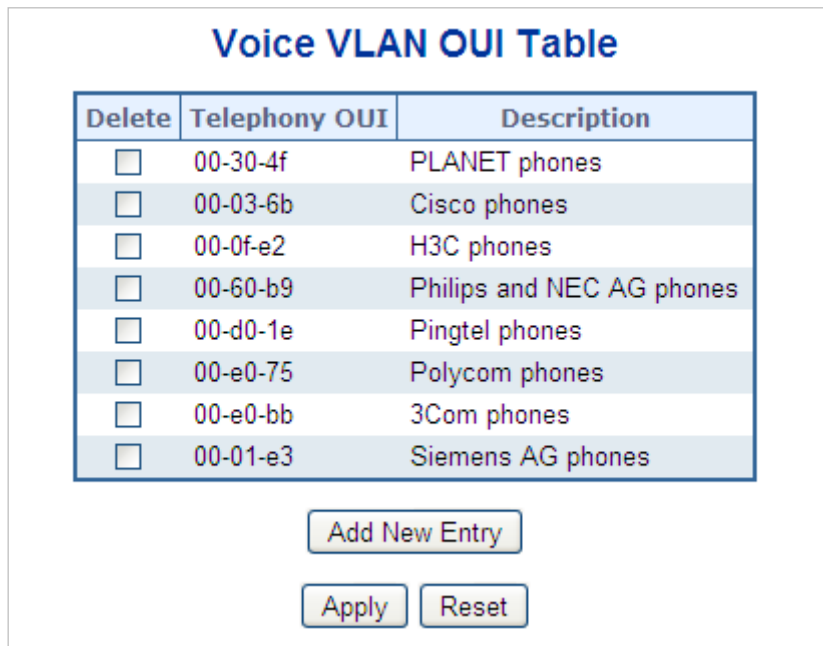 Voice VLAN OUI Table
Delete Telephony OUI Description
00-30-4f PLANET phones
00-03-6b Cisco phones
00-0f-e2 H3C phones
00-60-b9 Philips and NEC AG phones
00-d0-1e Pingtel phones
00-e0-75 Polycom phones
00-e0-bb 3Com phones
00-01-e3 Siemens AG phones
Add New Entry
Apply Reset